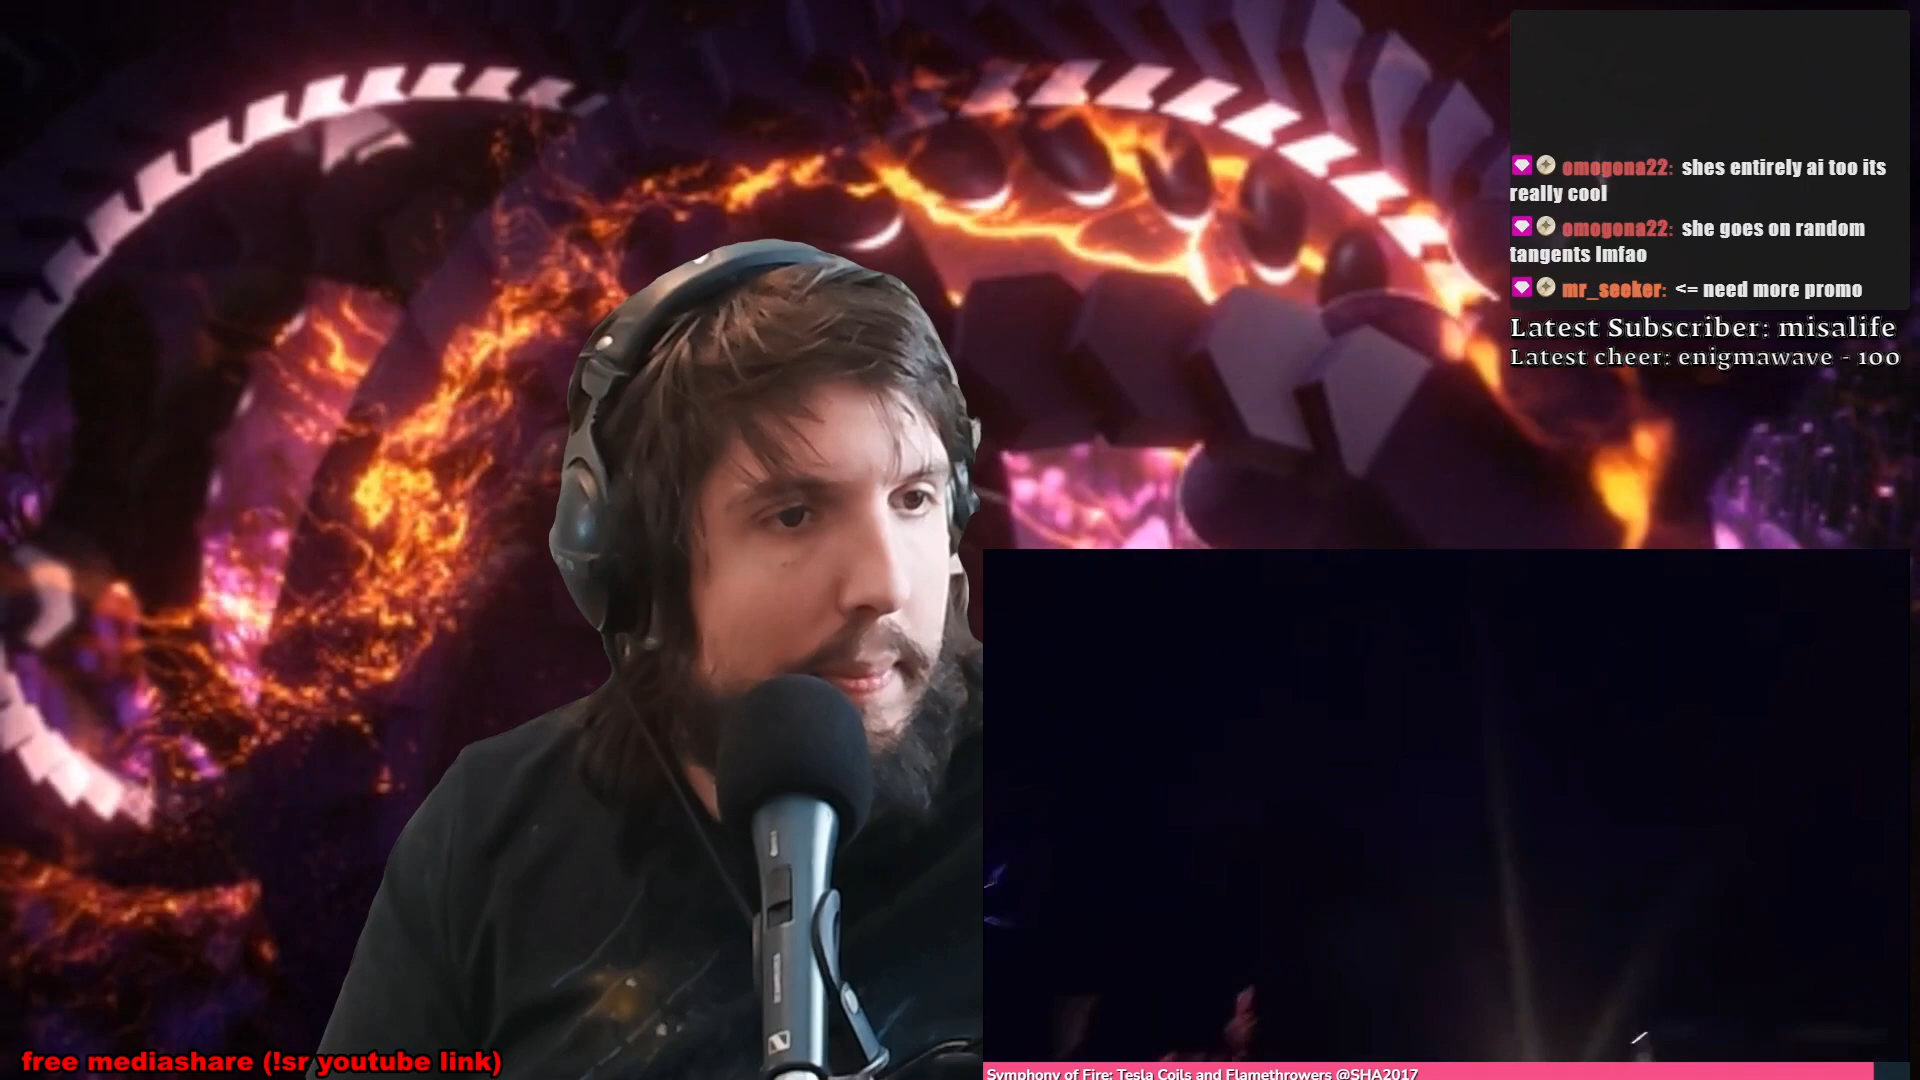 omogona22: shes entirely ai too its
really cool
omogona22: she goes on random
tangents lmfao
mr_seeker: <= need more promo
Latest Subscriber: misalife
Latest cheer: enigmawave - 100
free mediashare (!sr youtube link)
Symphony of Fire: Tesla Coils and Flamethrowers @SHA2017